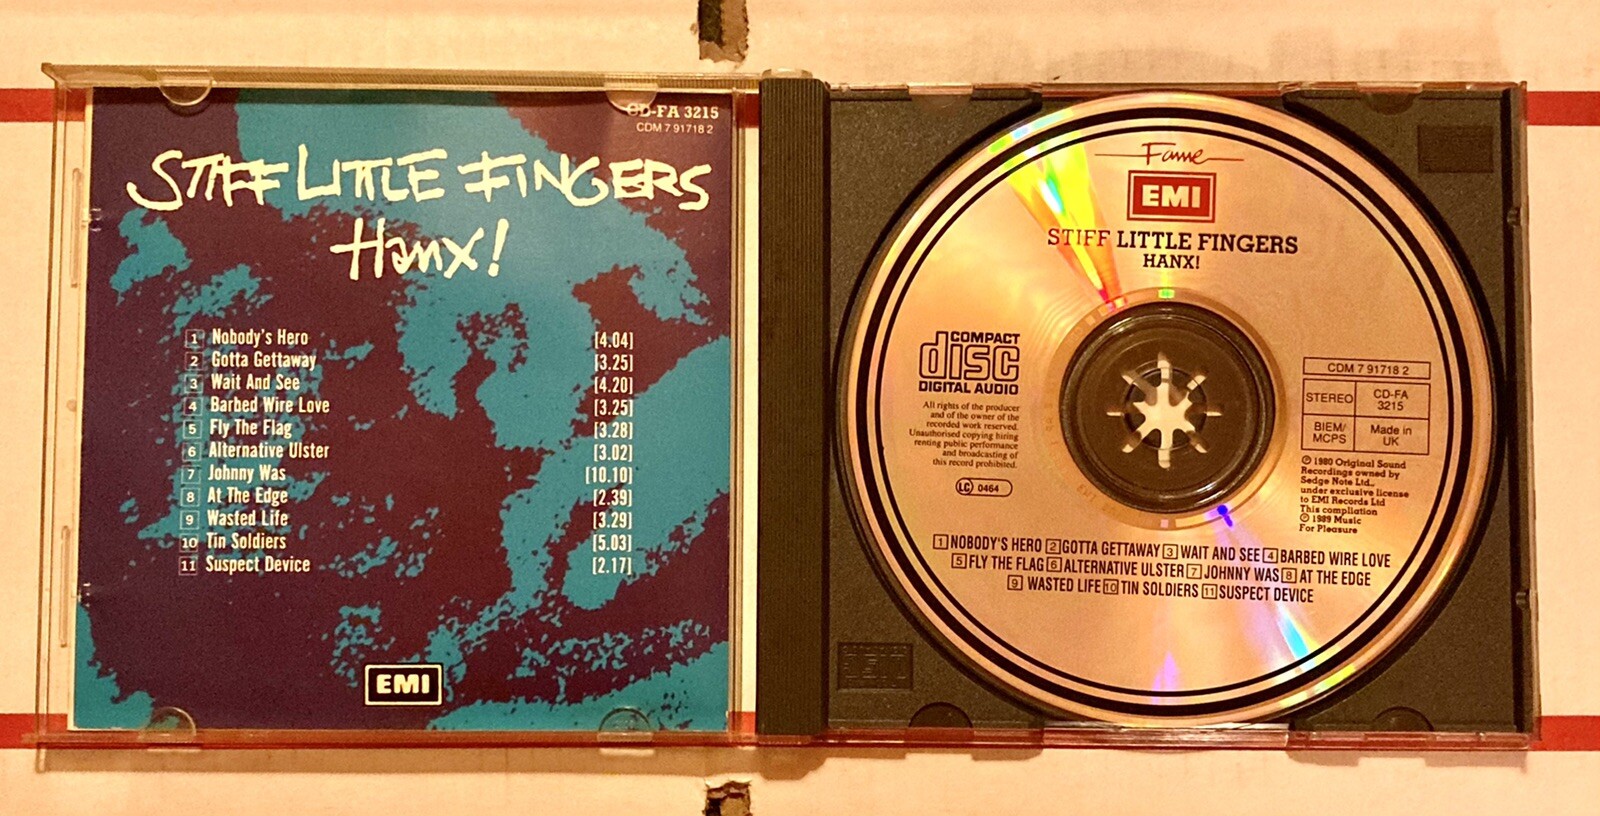 CD-FA 3215
CDM 7 91718 2
STIFF LITTLE FINGERS
Hanx!
1 Nobody's Hero [4.04]
2 Gotta Gettaway [3.25]
3 Wait And See [4.20]
4 Barbed Wire Love [3.25]
5 Fly The Flag [3.28]
6 Alternative Ulster [3.02]
7 Johnny Was [10.10]
8 At The Edge [2.39]
9 Wasted Life [3.29]
10 Tin Soldiers [5.03]
11 Suspect Device [2.17]
EMI
Fame
EMI
STIFF LITTLE FINGERS
HANX!
COMPACT
disc
DIGITAL AUDIO
All rights of the producer
and of the owner of the
recorded work reserved.
Unauthorised copying hiring
renting public performance
and broadcasting of
this record prohibited.
LC 0464
CDM 7 91718 2
STEREO CD-FA
3215
BIEM/ Made in
MCPS UK
℗ 1980 Original Sound
Recordings owned by
Sedge Note Ltd.,
under exclusive license
to EMI Records Ltd
This compilation
℗ 1989 Music
For Pleasure
1 NOBODY'S HERO 2 GOTTA GETTAWAY 3 WAIT AND SEE 4 BARBED WIRE LOVE
5 FLY THE FLAG 6 ALTERNATIVE ULSTER 7 JOHNNY WAS 8 AT THE EDGE
9 WASTED LIFE 10 TIN SOLDIERS 11 SUSPECT DEVICE